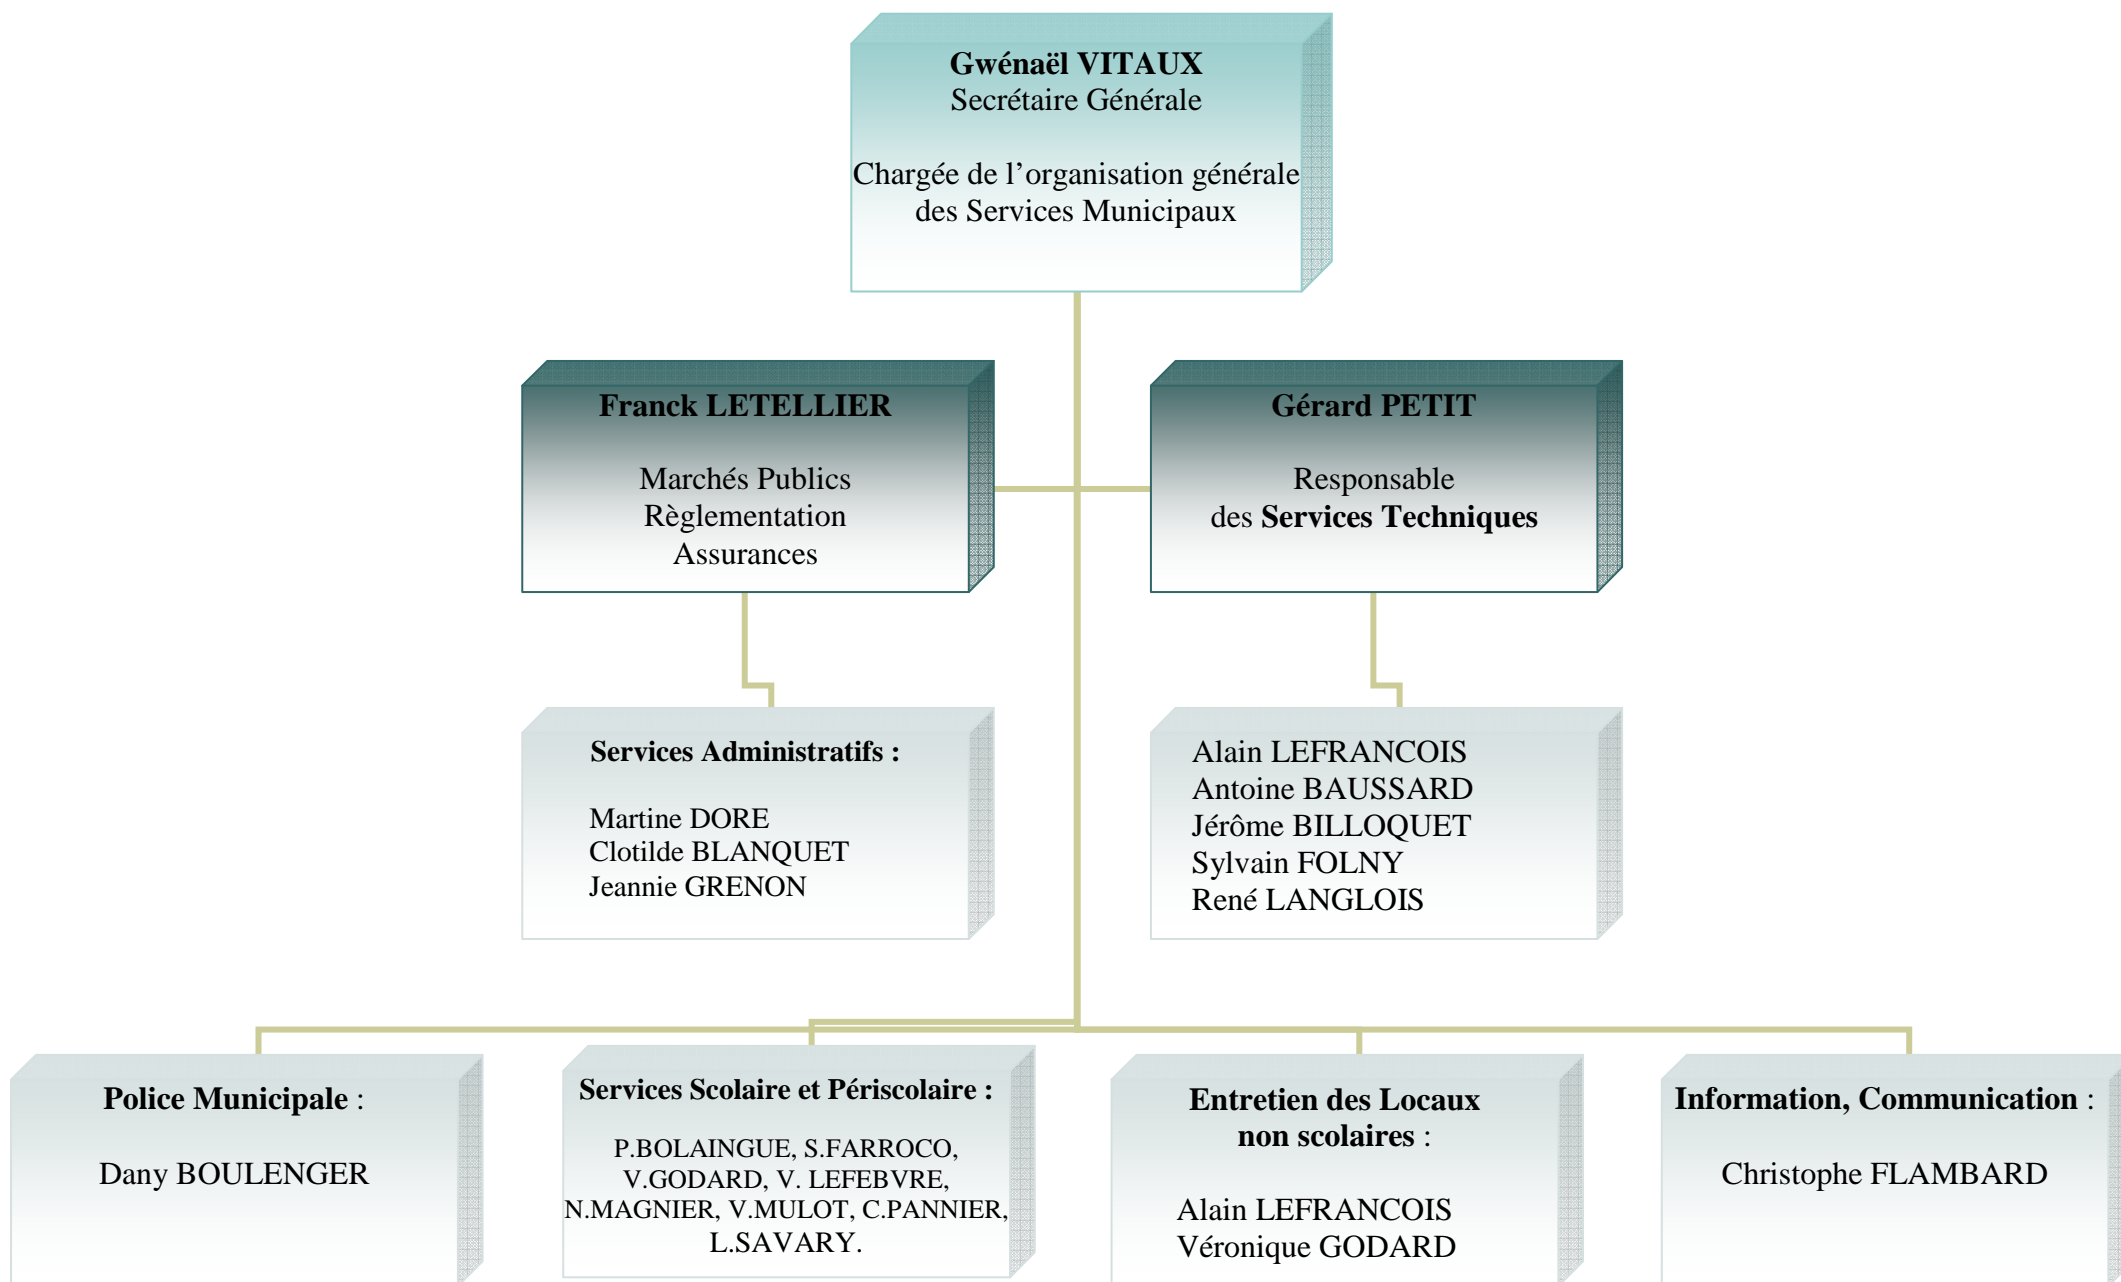 Gwénaël VITAUX
Secrétaire Générale
Chargée de l’organisation générale
des Services Municipaux
Franck LETELLIER
Marchés Publics
Règlementation
Assurances
Gérard PETIT
Responsable
des Services Techniques
Services Administratifs :
Martine DORE
Clotilde BLANQUET
Jeannie GRENON
Alain LEFRANCOIS
Antoine BAUSSARD
Jérôme BILLOQUET
Sylvain FOLNY
René LANGLOIS
Police Municipale :
Dany BOULENGER
Services Scolaire et Périscolaire :
P.BOLAINGUE, S.FARROCO,
V.GODARD, V. LEFEBVRE,
N.MAGNIER, V.MULOT, C.PANNIER,
L.SAVARY.
Entretien des Locaux
non scolaires :
Alain LEFRANCOIS
Véronique GODARD
Information, Communication :
Christophe FLAMBARD